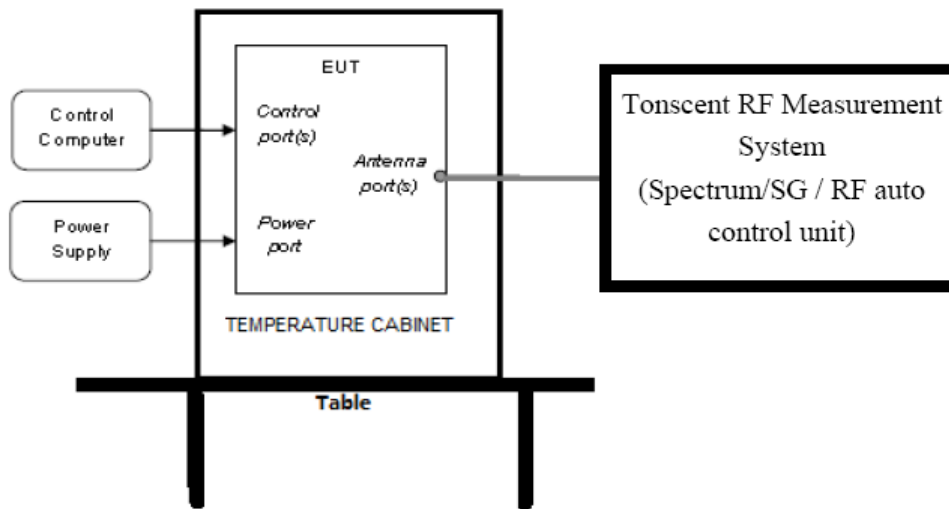 EUT
Control
Computer
Control
port(s)
Antenna
port(s)
Power
Supply
Power
port
TEMPERATURE CABINET
Table
Tonscent RF Measurement
System
(Spectrum/SG / RF auto
control unit)